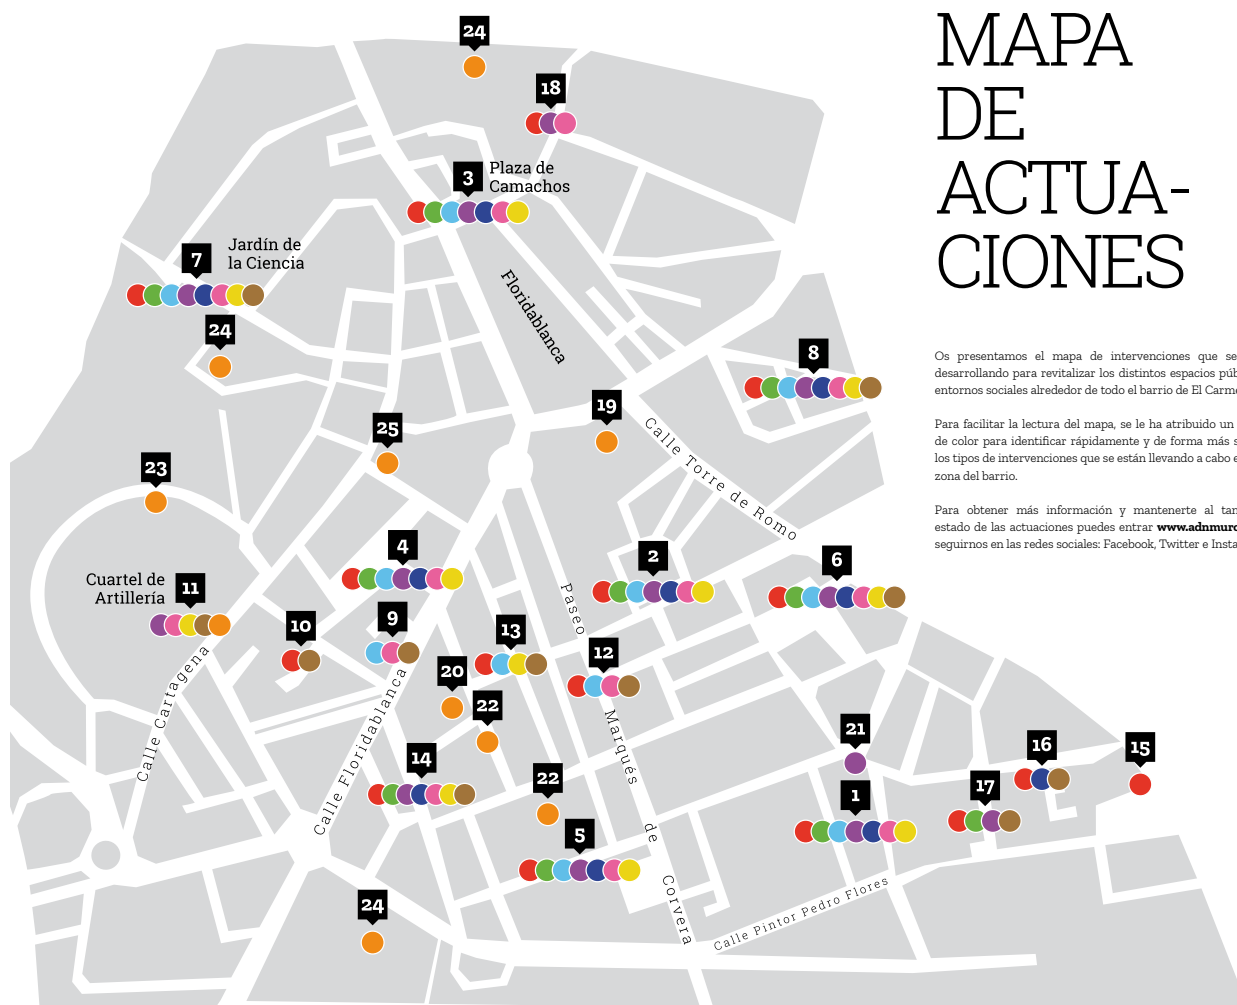 MAPA
DE
ACTUA-
CIONES
Os presentamos el mapa de intervenciones que se
desarrollando para revitalizar los distintos espacios
entornos sociales alrededor de todo el barrio de El
Para facilitar la lectura del mapa, se le ha atribuido un
de color para identificar rápidamente y de forma más
los tipos de intervenciones que se están llevando a cabo
zona del barrio.
Para obtener más información y mantenerte al
estado de las actuaciones puedes entrar
seguirnos en las redes sociales: Facebook, Twitter e
24
18
3
Plaza de
Camachos
7
Jardín de
la Ciencia
Floridablanca
24
8
19
25
Calle Torre de Romo
23
4
2
6
Cuartel de
Artillería
11
10
9
13
Paseo
12
20
22
Calle Cartagena
Calle Floridablanca
Marqués
21
16
15
14
22
17
1
5
de
Corvera
Calle Pintor Pedro Flores
24